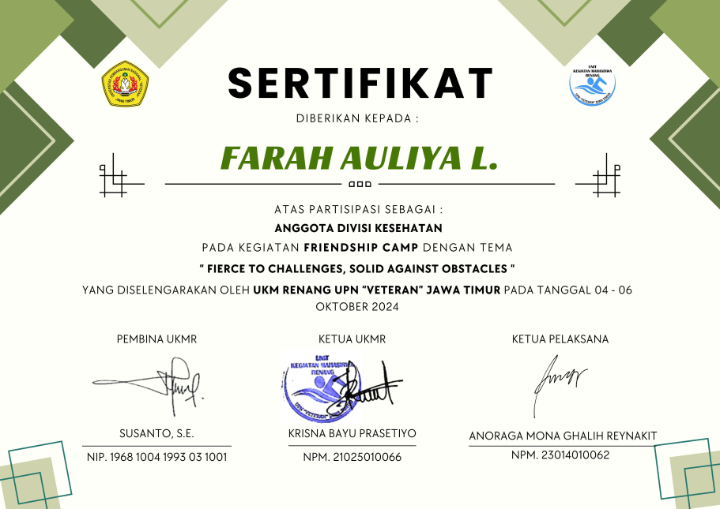 SERTIFIKAT
DIBERIKAN KEPADA :
FARAH AULIYA L.
ATAS PARTISIPASI SEBAGAI :
ANGGOTA DIVISI KESEHATAN
PADA KEGIATAN FRIENDSHIP CAMP DENGAN TEMA
" FIERCE TO CHALLENGES, SOLID AGAINST OBSTACLES "
YANG DISELENGARAKAN OLEH UKM RENANG UPN "VETERAN" JAWA TIMUR PADA TANGGAL 04 - 06
OKTOBER 2024
PEMBINA UKMR
KETUA UKMR
KETUA PELAKSANA
UNIT
KEGIATAN MAHASISWA
RENANG
SUSANTO, S.E.
KRISNA BAYU PRASETIYO
ANORAGA MONA GHALIH REYNAKIT
NIP. 1968 1004 1993 03 1001
NPM. 21025010066
NPM. 23014010062